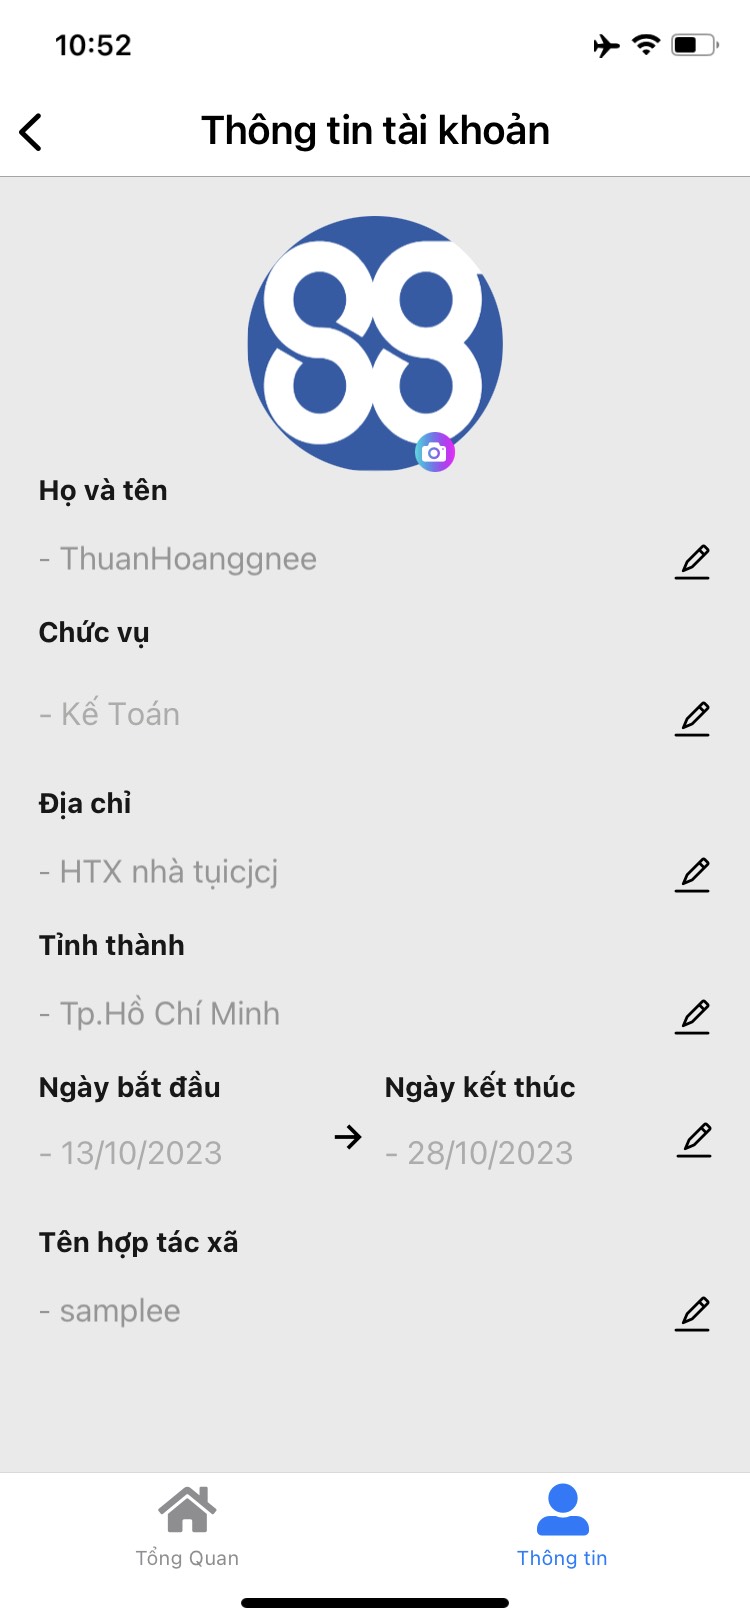 10:52
Thông tin tài khoản
88
Họ và tên
- ThuanHoanggnee
Chức vụ
- Kế Toán
Địa chỉ
- HTX nhà tụicjcj
Tỉnh thành
- Tp.Hồ Chí Minh
Ngày bắt đầu
Ngày kết thúc
- 13/10/2023
- 28/10/2023
Tên hợp tác xã
- samplee
Tổng Quan
Thông tin